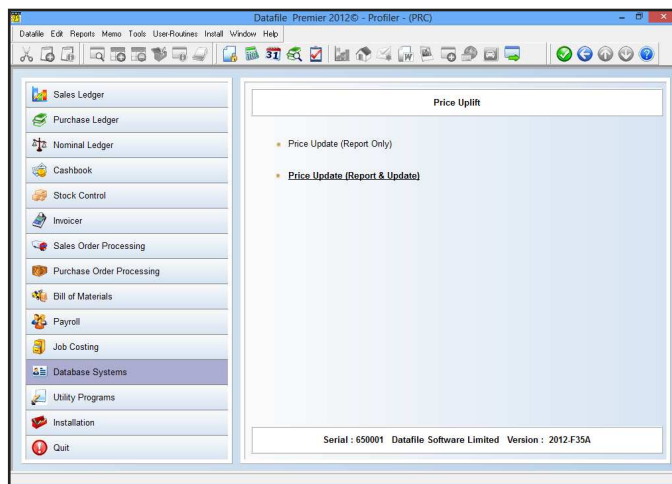 Datafile Premier 2012© - Profiler - (PRC)
Datafile Edit Reports Memo Tools User-Routines Install Window Help
31
Sales Ledger
Purchase Ledger
Nominal Ledger
Cashbook
Stock Control
Invoicer
Sales Order Processing
Purchase Order Processing
Bill of Materials
Payroll
Job Costing
Database Systems
Utility Programs
Installation
Quit
Price Uplift
Price Update (Report Only)
Price Update (Report & Update)
Serial : 650001 Datafile Software Limited Version : 2012-F35A